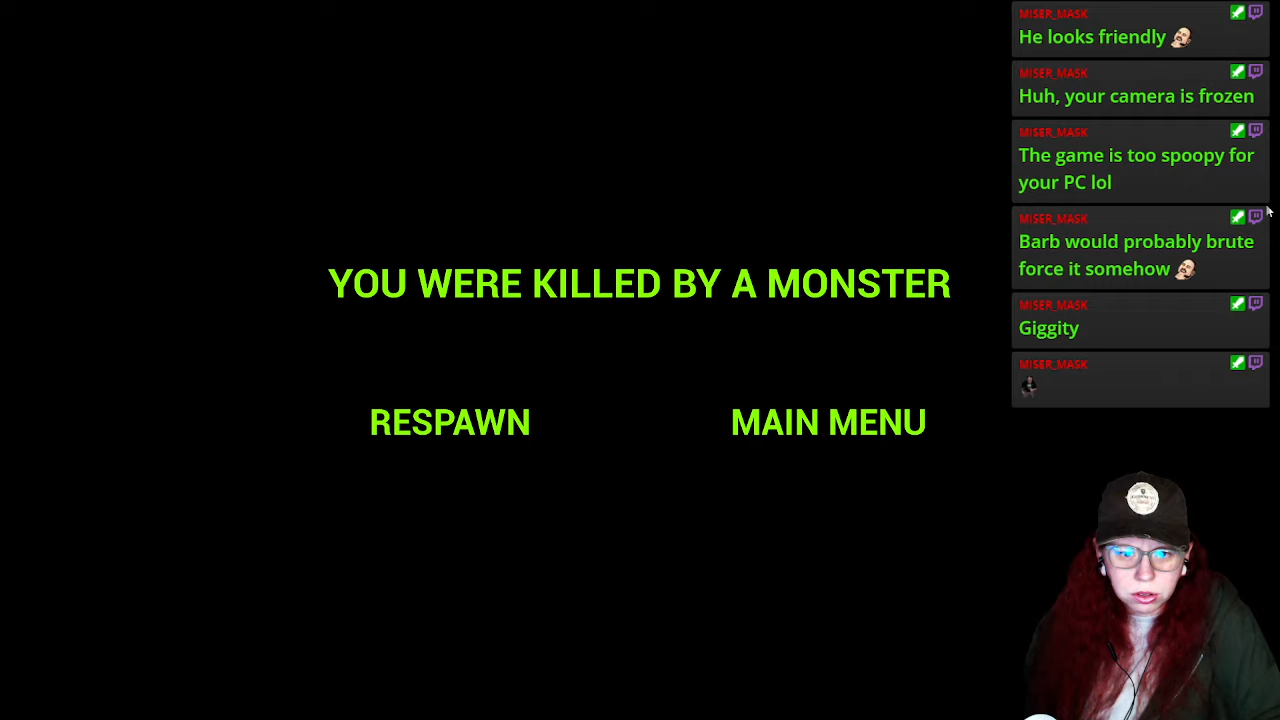 YOU WERE KILLED BY A MONSTER
RESPAWN
MAIN MENU
MISER_MASK
He looks friendly
MISER_MASK
Huh, your camera is frozen
MISER_MASK
The game is too spoopy for
your PC lol
MISER_MASK
Barb would probably brute
force it somehow
MISER_MASK
Giggity
MISER_MASK